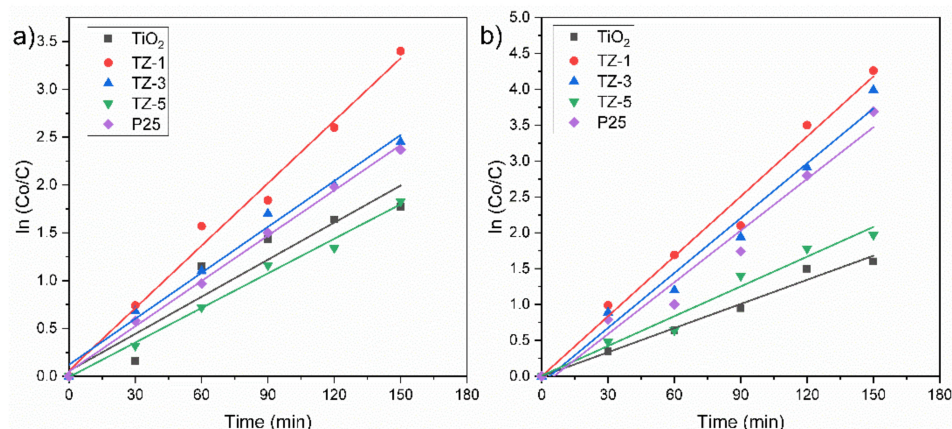 a)
TiO₂
TZ-1
TZ-3
TZ-5
P25
ln (Co/C)
3.5
3.0
2.5
2.0
1.5
1.0
0.5
0.0
0 30 60 90 120 150 180
Time (min)
b)
TiO₂
TZ-1
TZ-3
TZ-5
P25
ln (Co/C)
5.0
4.5
4.0
3.5
3.0
2.5
2.0
1.5
1.0
0.5
0.0
0 30 60 90 120 150 180
Time (min)